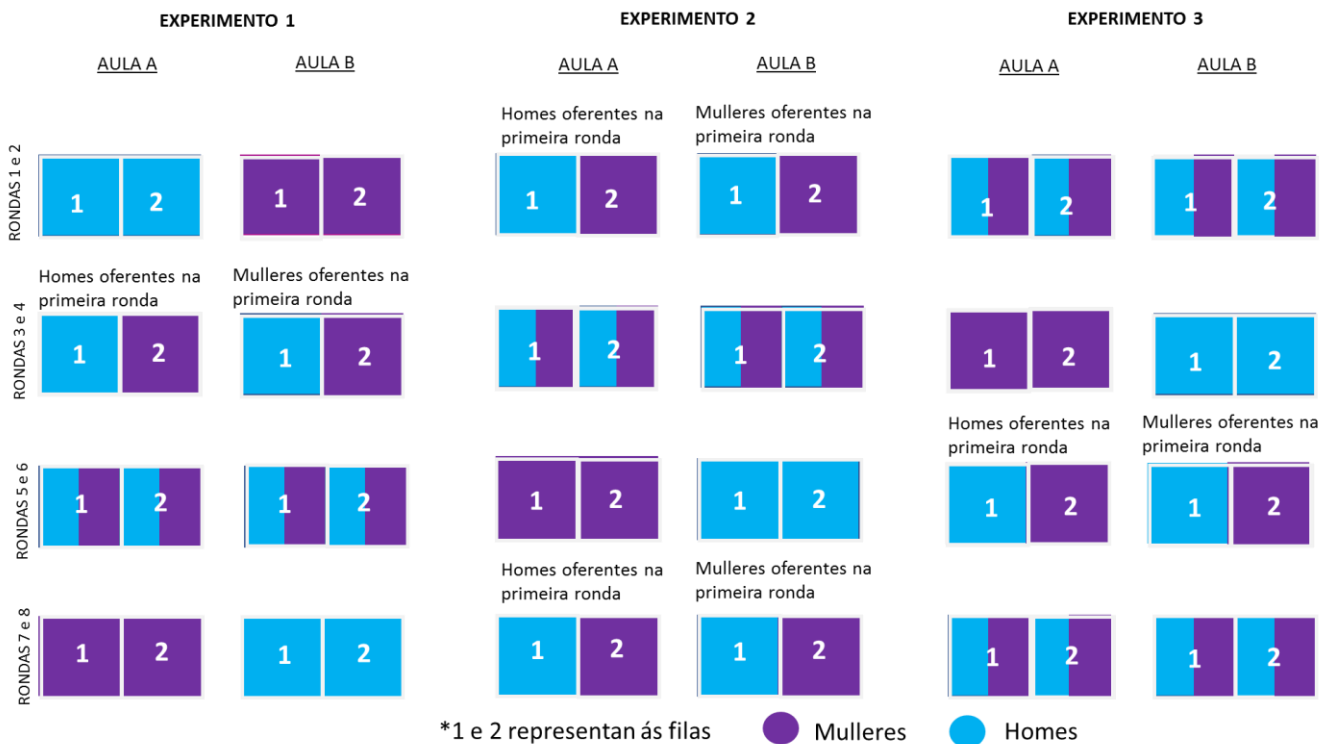 EXPERIMENTO 1
EXPERIMENTO 2
EXPERIMENTO 3
AULA A
AULA B
AULA A
AULA B
AULA A
AULA B
Homes oferentes na
primeira ronda
Mulleres oferentes na
primeira ronda
RONDAS 1 e 2
1 2
1 2
1 2
1 2
1 2
1 2
Homes oferentes na
primeira ronda
Mulleres oferentes na
primeira ronda
RONDAS 3 e 4
1 2
1 2
1 2
1 2
1 2
1 2
Homes oferentes na
primeira ronda
Mulleres oferentes na
primeira ronda
RONDAS 5 e 6
1 2
1 2
1 2
1 2
1 2
1 2
Homes oferentes na
primeira ronda
Mulleres oferentes na
primeira ronda
RONDAS 7 e 8
1 2
1 2
1 2
1 2
1 2
1 2
*1 e 2 representan ás filas
Mulleres
Homes